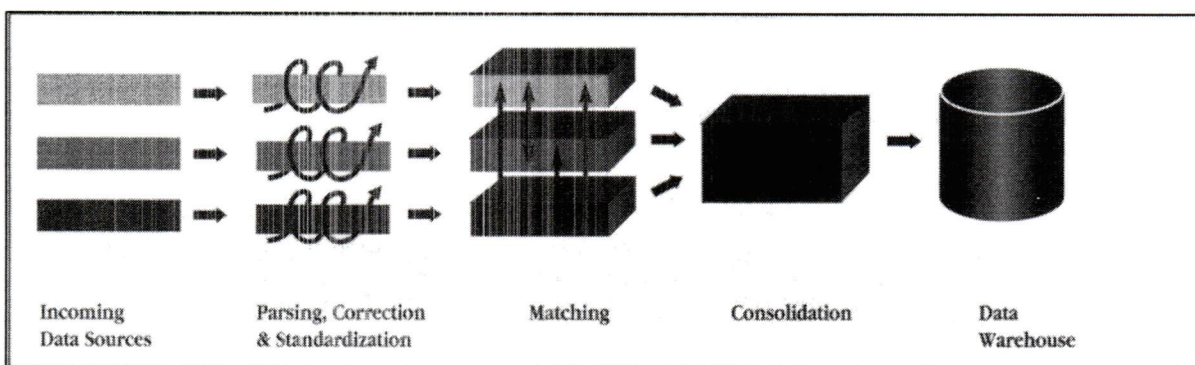 Incoming
Data Sources
Parsing, Correction
& Standardization
Matching
Consolidation
Data
Warehouse